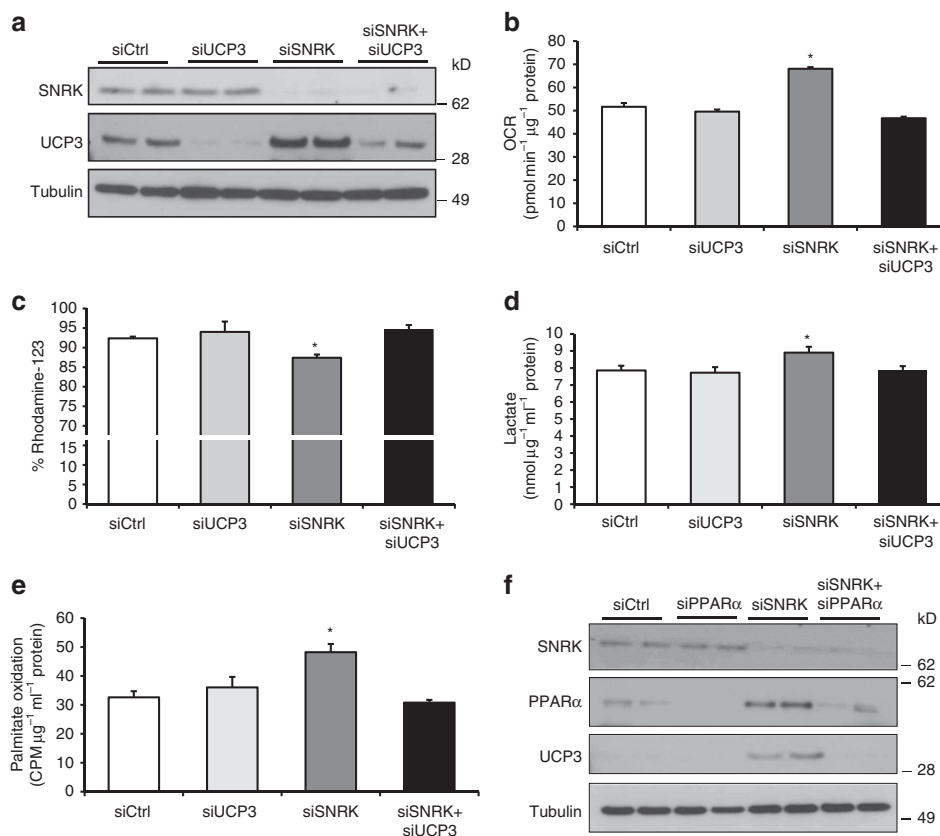 a
siCtrl siUCP3 siSNRK siSNRK+
siUCP3
kD
SNRK
62
UCP3
28
Tubulin
49
b
OCR
(pmol min⁻¹ µg⁻¹ protein)
80
70
60
50
40
30
20
10
0
*
siCtrl siUCP3 siSNRK siSNRK+
siUCP3
c
% Rhodamine-123
100
95
90
85
80
75
70
15
10
5
0
*
siCtrl siUCP3 siSNRK siSNRK+
siUCP3
d
Lactate
(nmol µg⁻¹ ml⁻¹ protein)
10
9
8
7
6
5
4
3
2
1
0
*
siCtrl siUCP3 siSNRK siSNRK+
siUCP3
e
Palmitate oxidation
(CPM µg⁻¹ ml⁻¹ protein)
60
50
40
30
20
10
0
*
siCtrl siUCP3 siSNRK siSNRK+
siUCP3
f
siCtrl siPPARα siSNRK siSNRK+
siPPARα
kD
SNRK
62
62
PPARα
UCP3
28
Tubulin
49